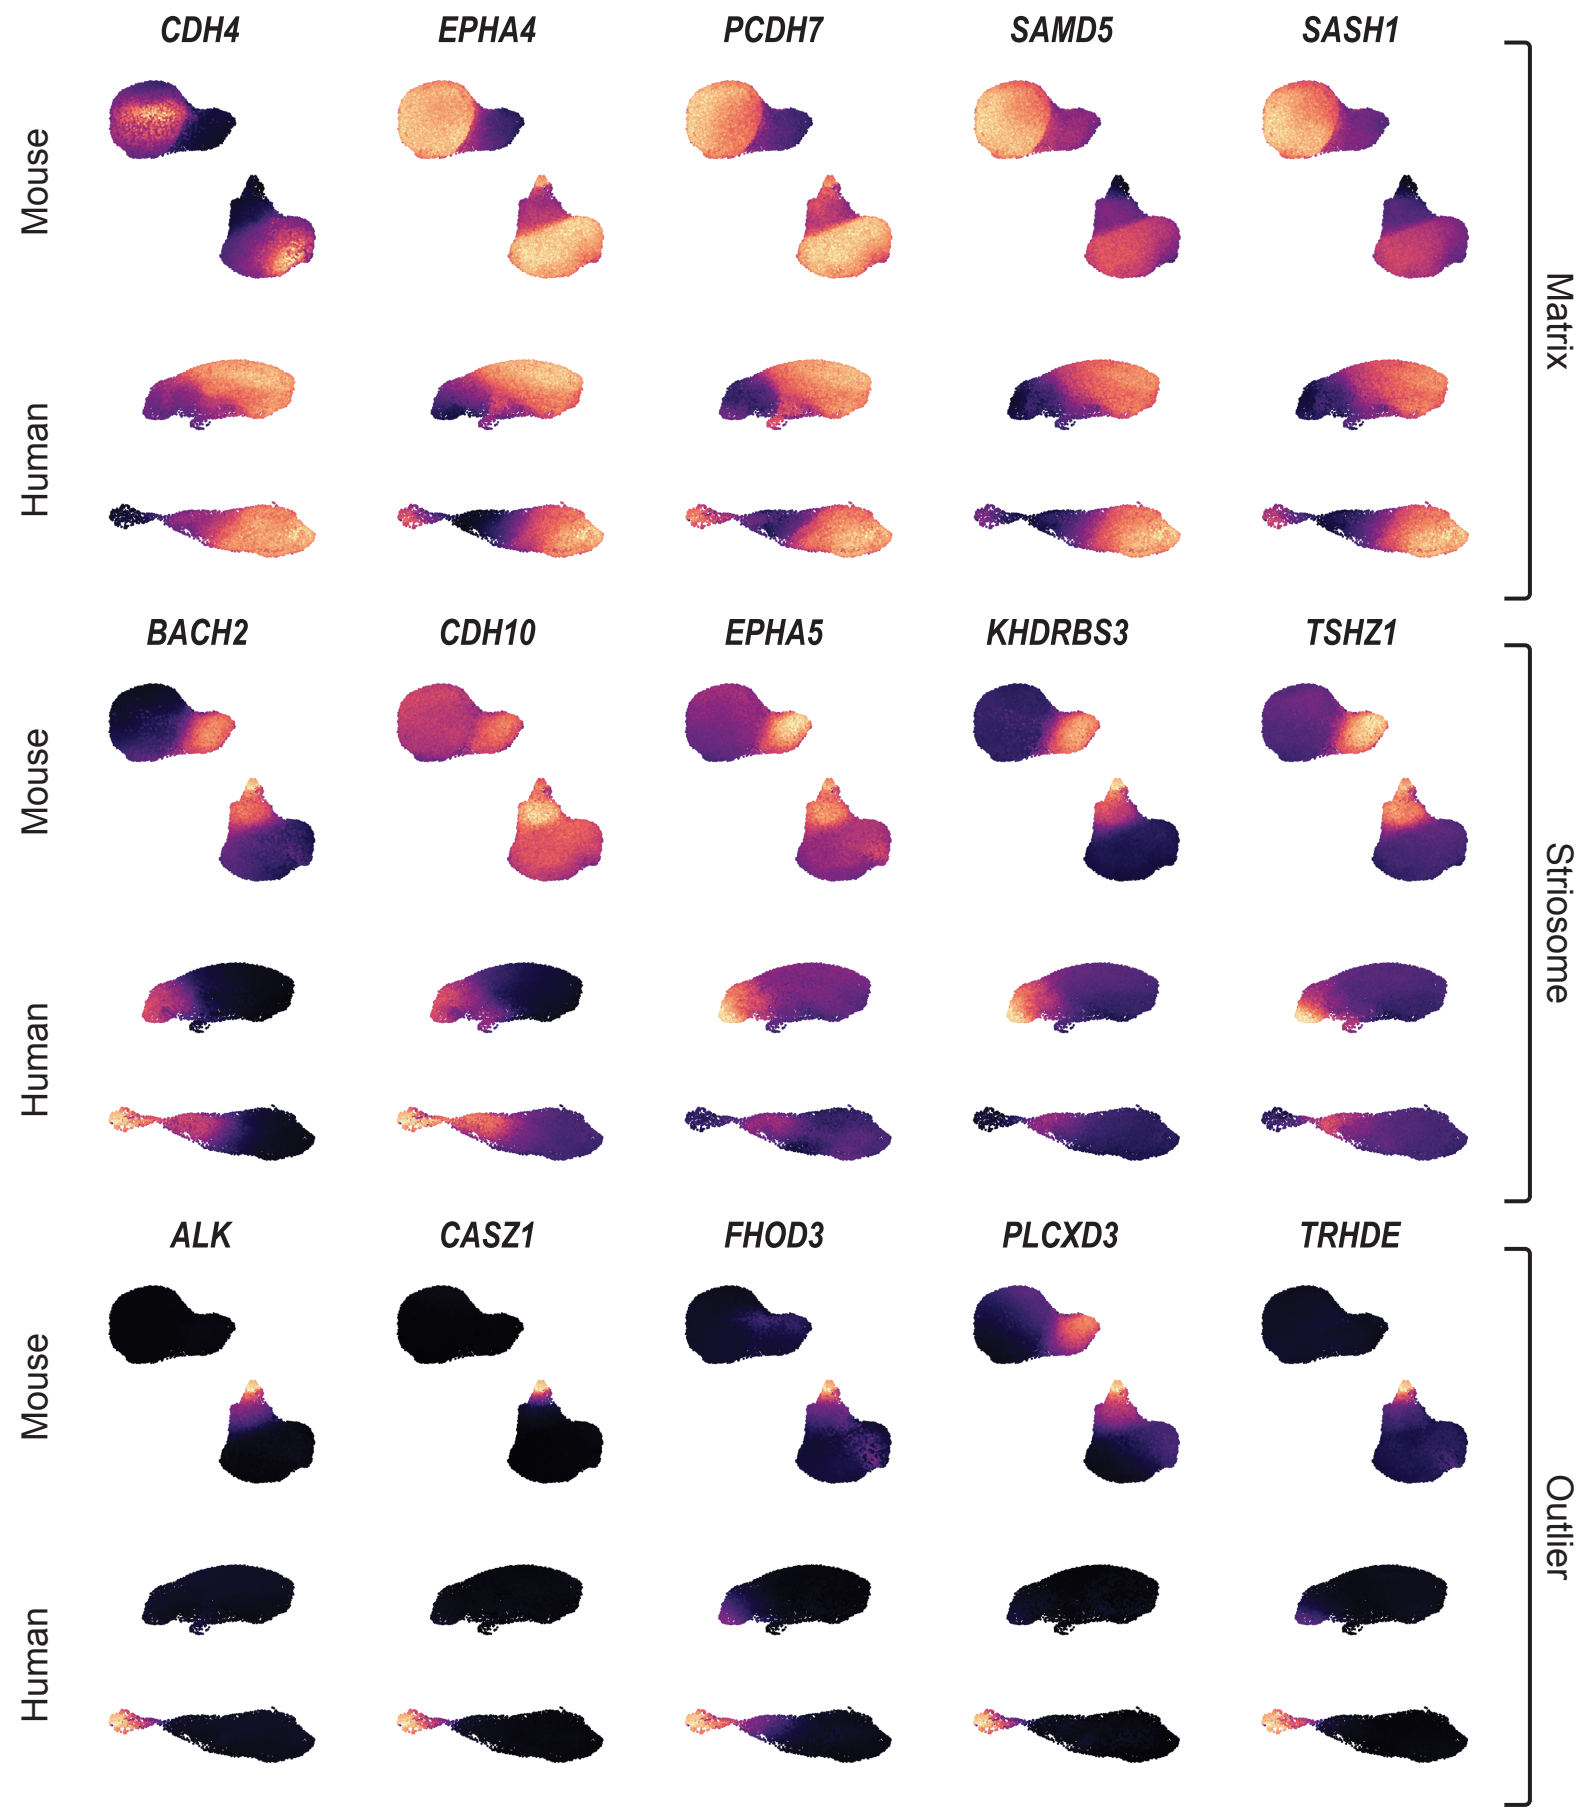 CDH4 EPHA4 PCDH7 SAMD5 SASH1
Mouse
Human
Matrix
BACH2 CDH10 EPHA5 KHDRBS3 TSHZ1
Mouse
Human
Striosome
ALK CASZ1 FHOD3 PLCXD3 TRHDE
Mouse
Human
Outlier